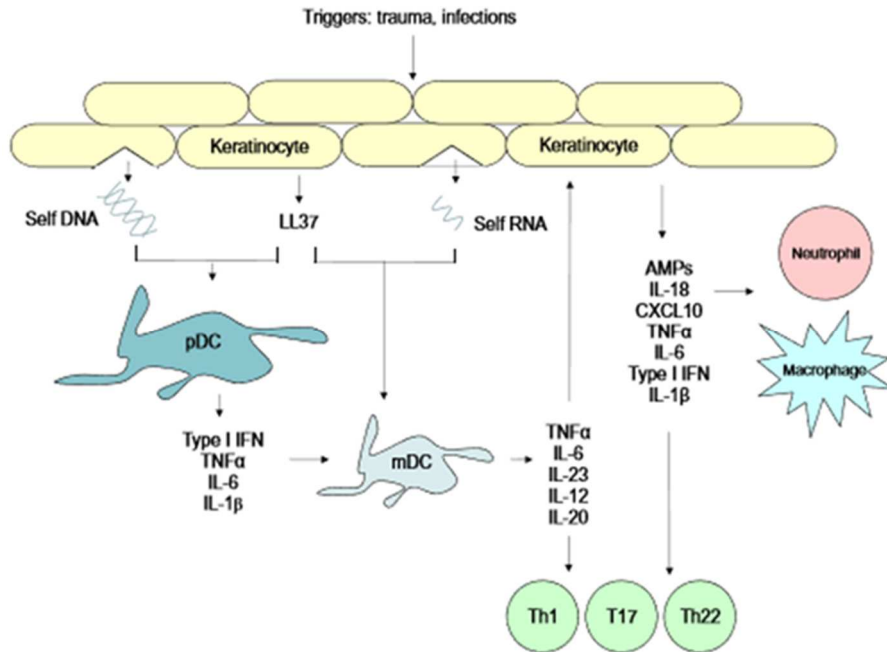 Triggers: trauma, infections
Keratinocyte
Keratinocyte
Self DNA
LL37
Self RNA
pDC
Type I IFN
TNFα
IL-6
IL-1β
mDC
TNFα
IL-6
IL-23
IL-12
IL-20
AMPs
IL-18
CXCL10
TNFα
IL-6
Type I IFN
IL-1β
Neutrophil
Macrophage
Th1
T17
Th22